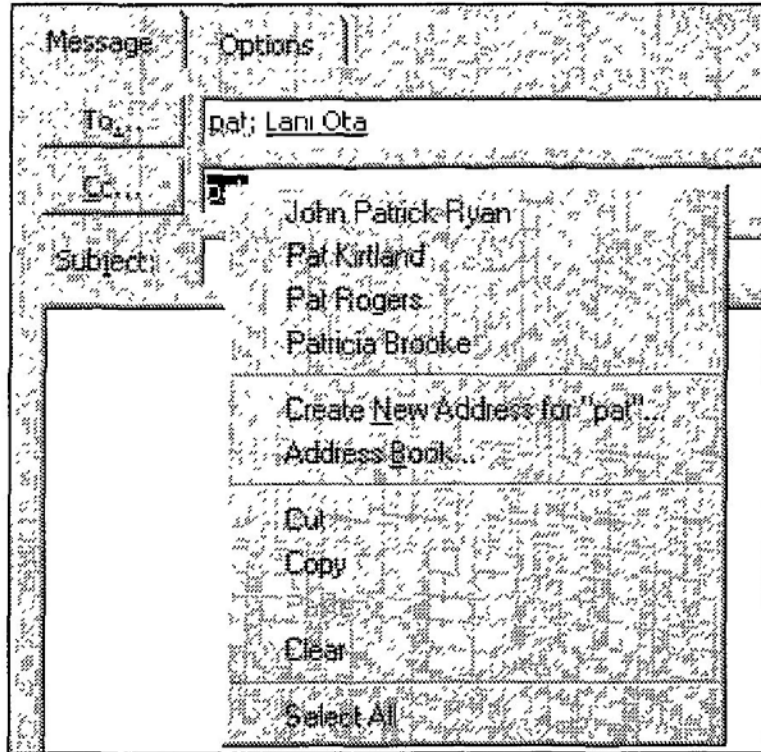 Message Options
To... pat; Lani Ota
Cc...
John Patrick Ryan
Subject:
Pat Kirtland
Pat Rogers
Patricia Brooke
Create New Address for "pat"...
Address Book...
Cut
Copy
Clear
Select All